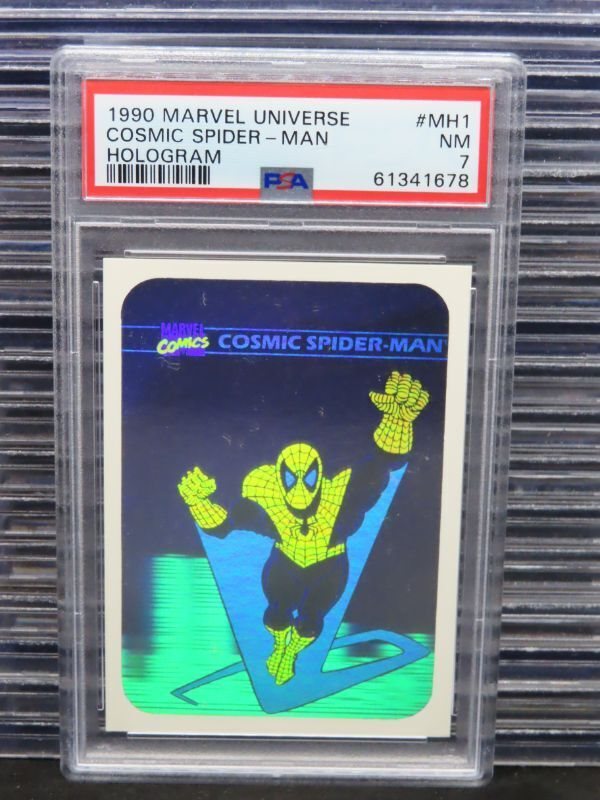 1990 MARVEL UNIVERSE #MH1
COSMIC SPIDER-MAN NM
HOLOGRAM 7
PSA 61341678
MARVEL
COMICS
COSMIC SPIDER-MAN